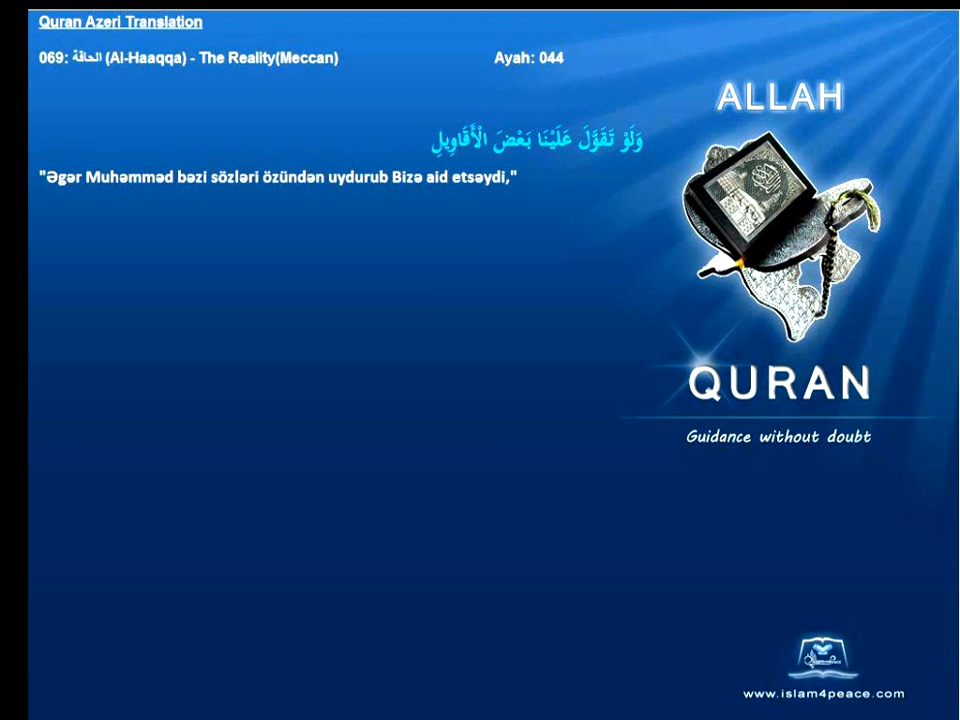 Quran Azeri Translation
069: الحاقة (Al-Haaqqa) - The Reality(Meccan) Ayah: 044
ALLAH
وَلَوْ تَقَوَّلَ عَلَيْنَا بَعْضَ الْأَقَاوِيلِ
"Əgər Muhəmməd bəzi sözləri özündən uydurub Bizə aid etsəydi,"
QURAN
Guidance without doubt
www.islam4peace.com